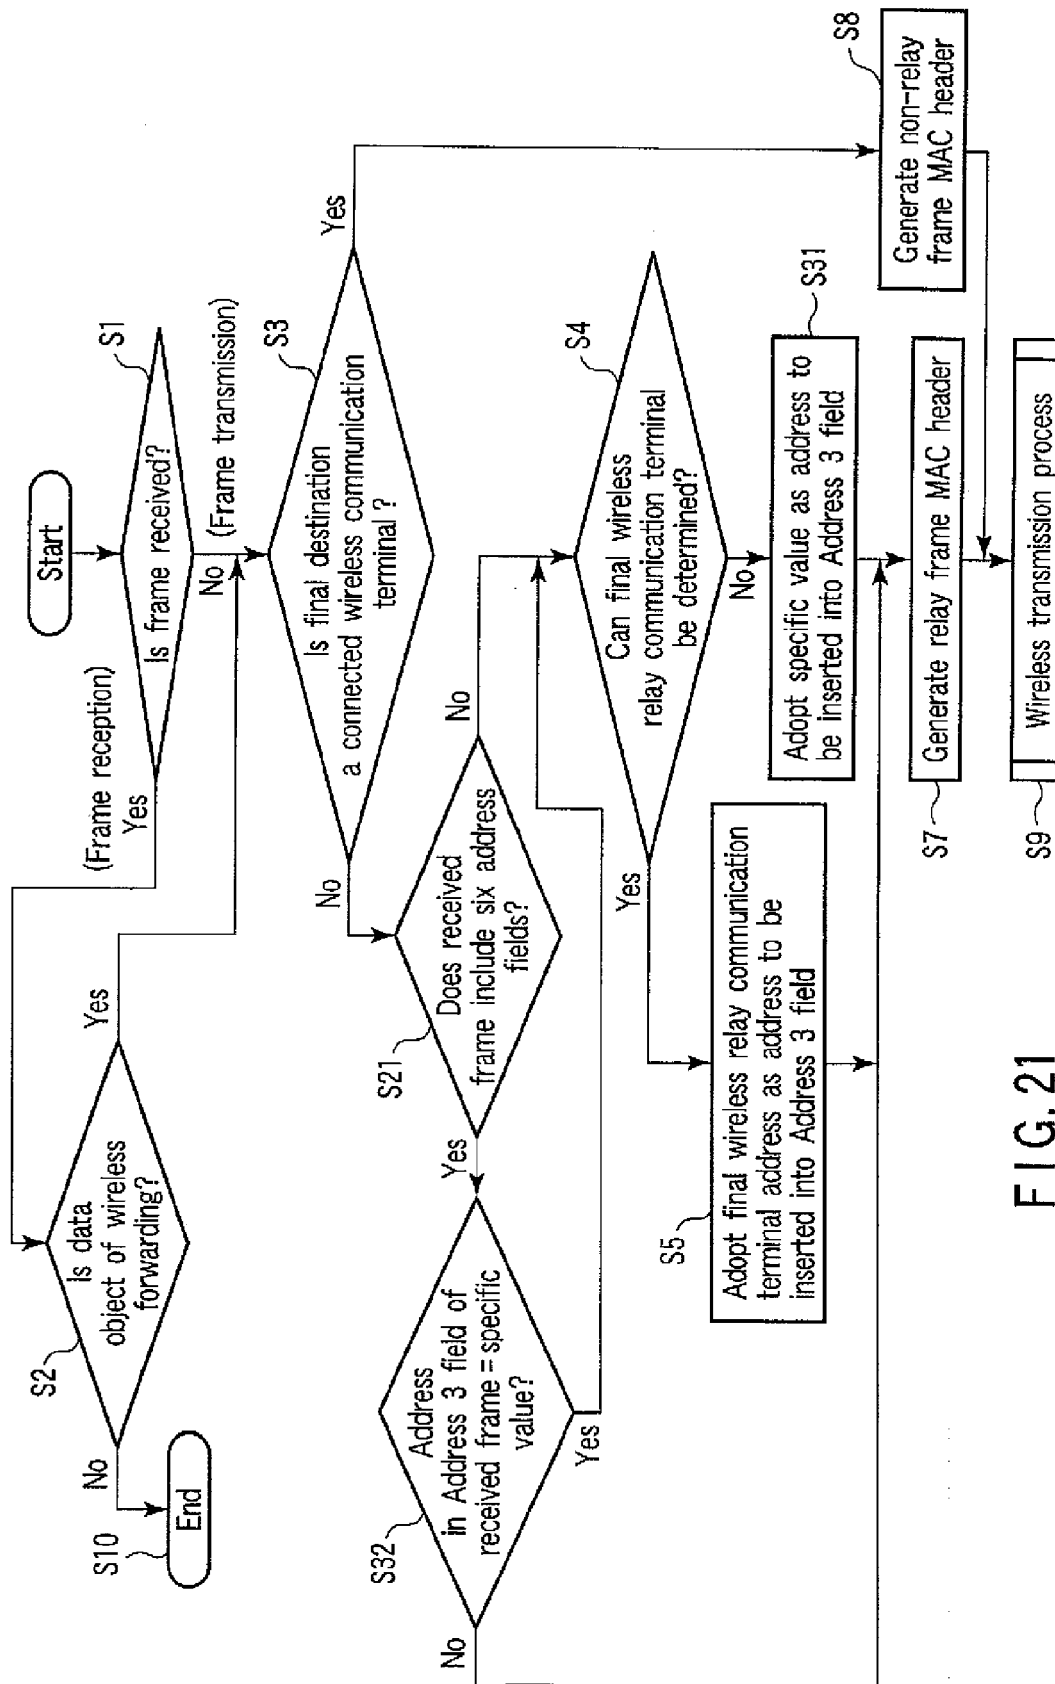 Start
S1
Is frame received?
(Frame reception)
Yes
No
(Frame transmission)
S2
Is data
object of wireless
forwarding?
Yes
No
S10
End
S3
Is final destination
a connected wireless communication
terminal ?
Yes
No
S21
Does received
frame include six address
fields?
Yes
No
S32
Address
in Address 3 field of
received frame = specific
value?
Yes
No
S4
Can final wireless
relay communication terminal
be determined?
Yes
No
S5
Adopt final wireless relay communication
terminal address as address to be
inserted into Address 3 field
S31
Adopt specific value as address to
be inserted into Address 3 field
S8
Generate non-relay
frame MAC header
S7
Generate relay frame MAC header
S9
Wireless transmission process
FIG. 21